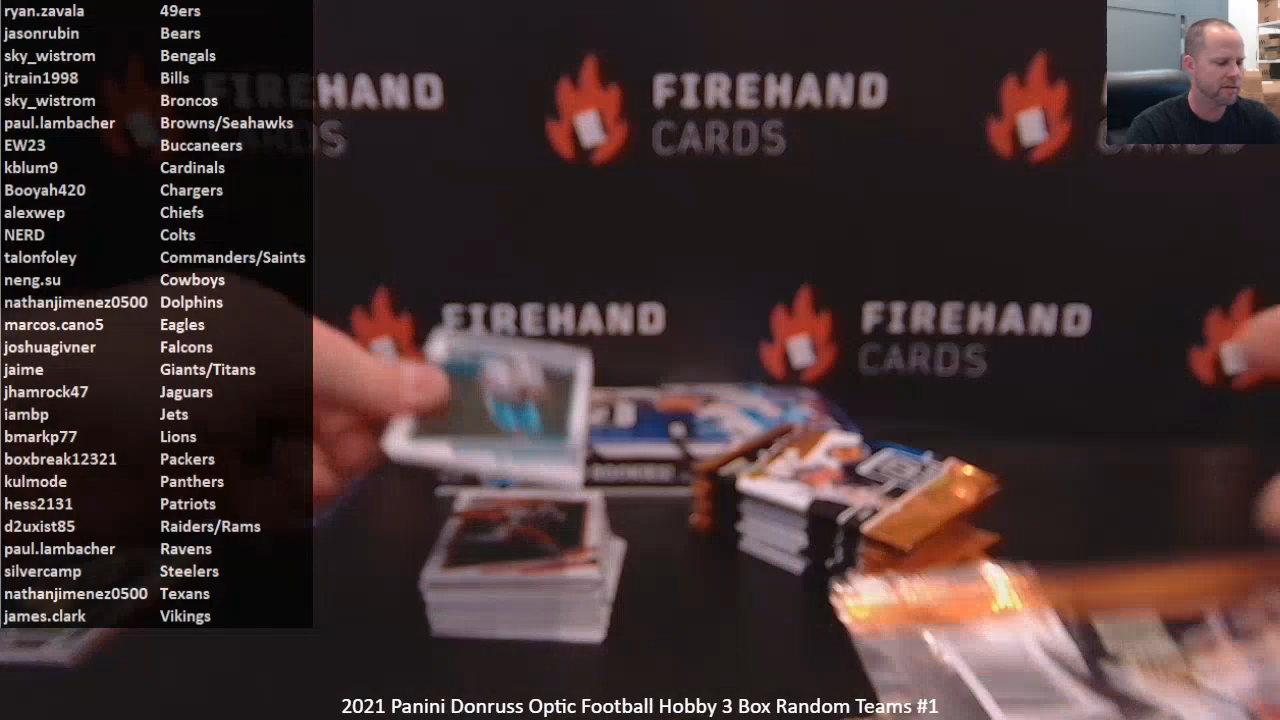 ryan.zavala 49ers
jasonrubin Bears
sky_wistrom Bengals
jtrain1998 Bills
sky_wistrom Broncos
paul.lambacher Browns/Seahawks
EW23 Buccaneers
kblum9 Cardinals
Booyah420 Chargers
alexwep Chiefs
NERD Colts
talonfoley Commanders/Saints
neng.su Cowboys
nathanjimenez0500 Dolphins
marcos.cano5 Eagles
joshuagivner Falcons
jaime Giants/Titans
jhamrock47 Jaguars
iambp Jets
bmarkp77 Lions
boxbreak12321 Packers
kulmode Panthers
hess2131 Patriots
d2uxist85 Raiders/Rams
paul.lambacher Ravens
silvercamp Steelers
nathanjimenez0500 Texans
james.clark Vikings
FIREHAND
CARDS
FIREHAND
CARDS
CARDS
FIREHAND
FIREHAND
CARDS
2021 Panini Donruss Optic Football Hobby 3 Box Random Teams #1